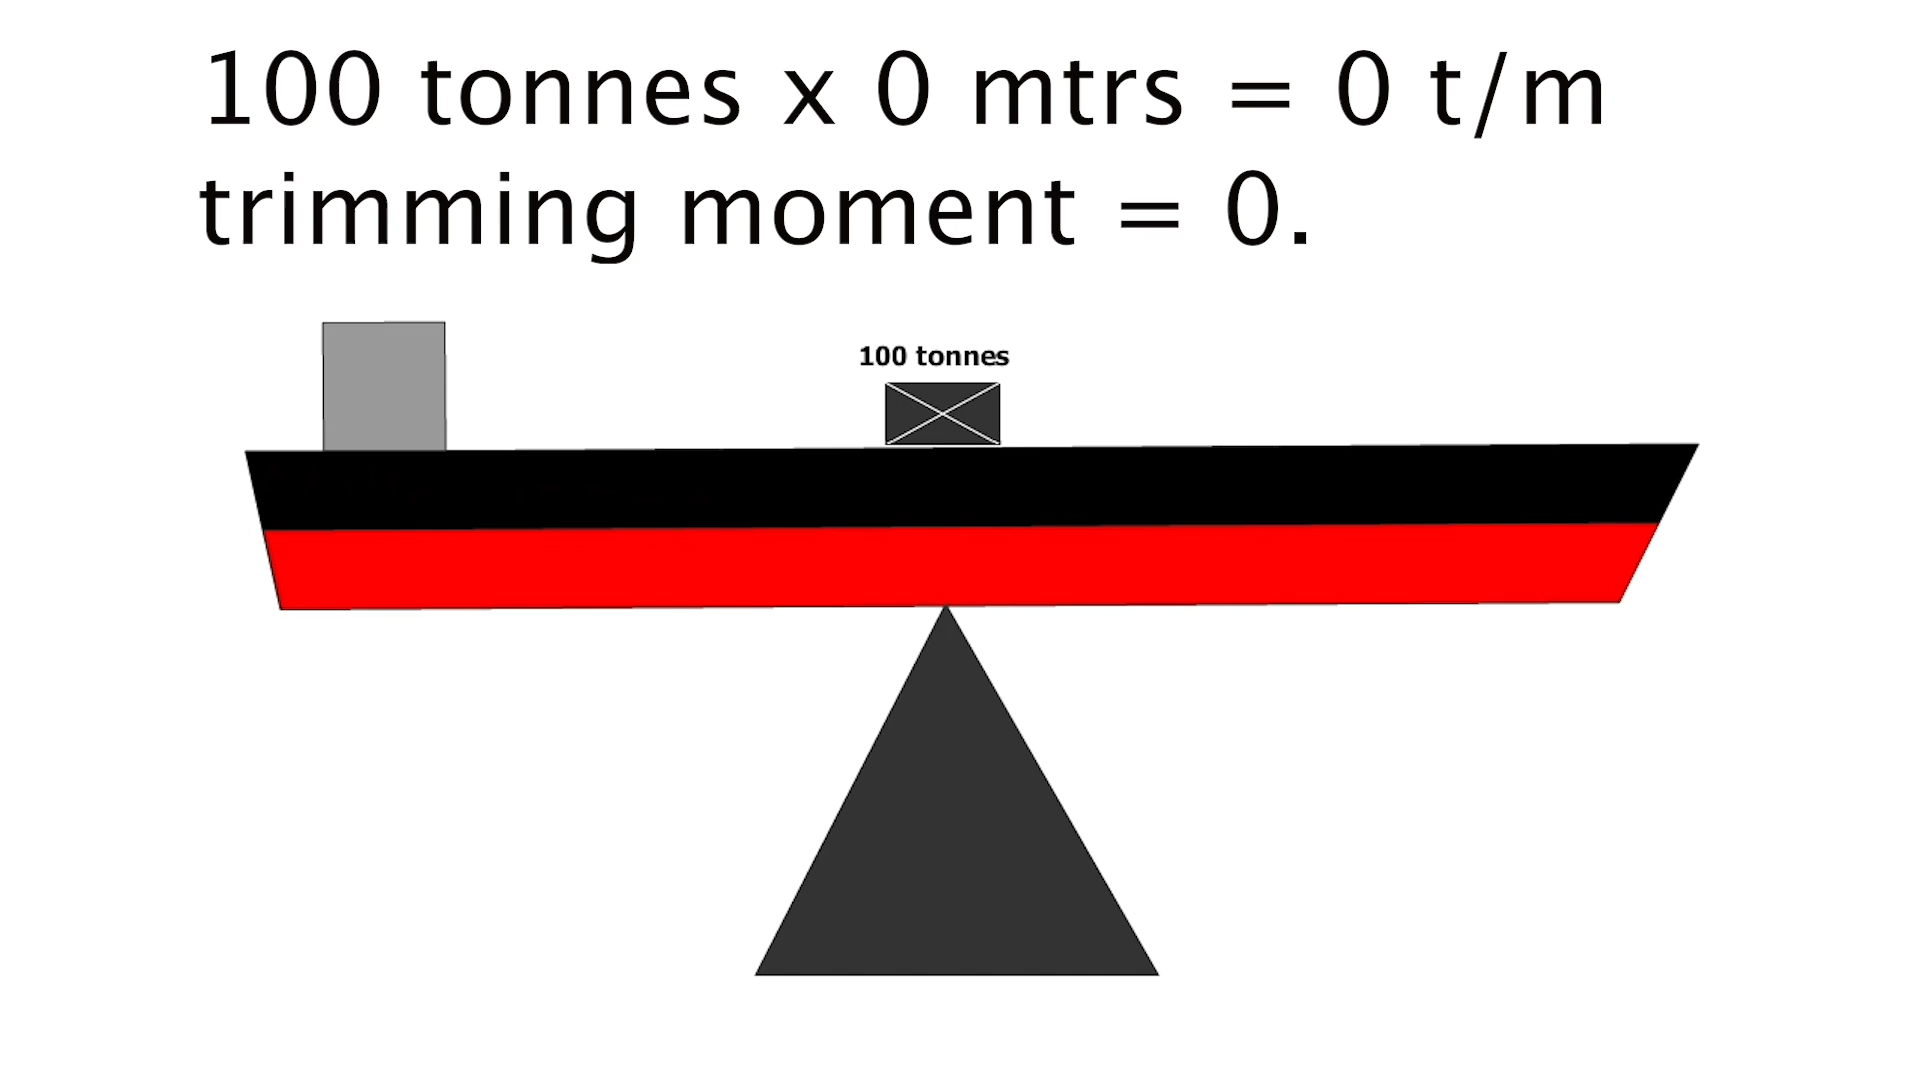 100 tonnes x 0 mtrs = 0 t/m
trimming moment = 0.
100 tonnes